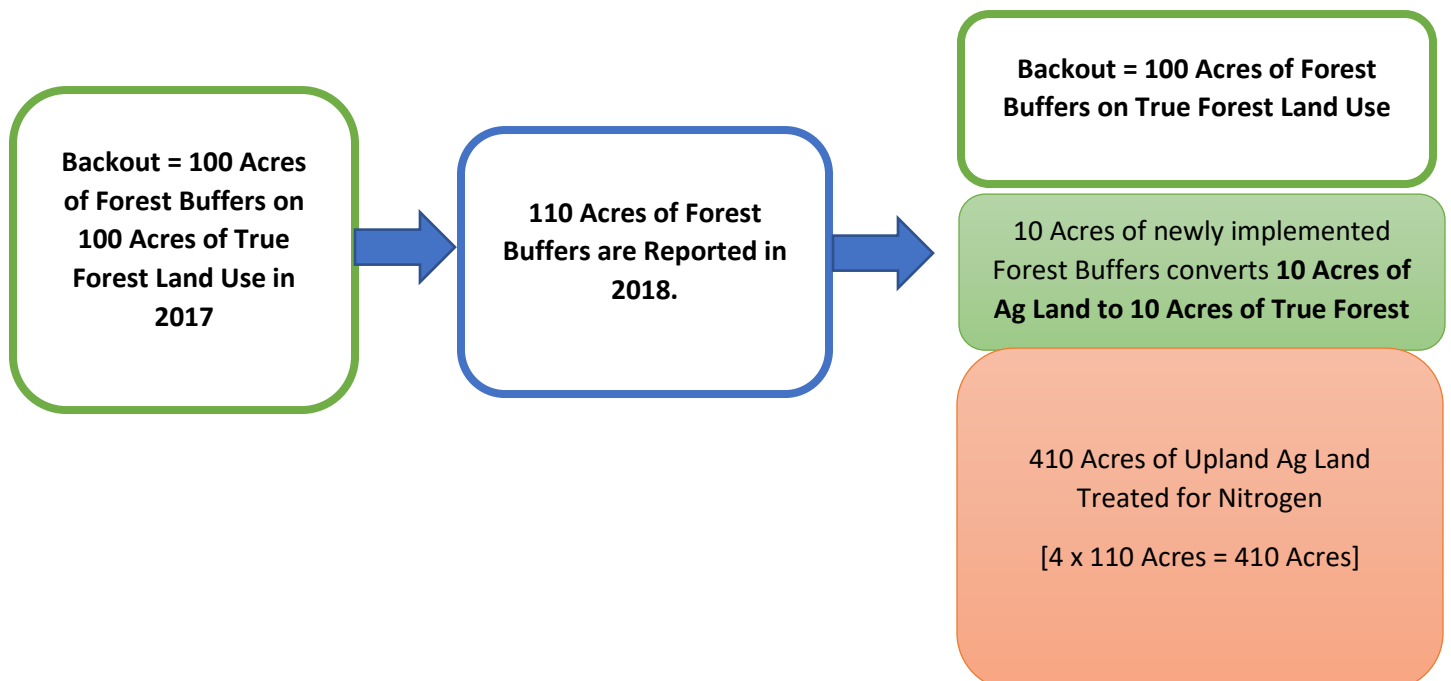 Backout = 100 Acres
of Forest Buffers on
100 Acres of True
Forest Land Use in
2017
110 Acres of Forest
Buffers are Reported in
2018.
Backout = 100 Acres of Forest
Buffers on True Forest Land Use
10 Acres of newly implemented
Forest Buffers converts 10 Acres of
Ag Land to 10 Acres of True Forest
410 Acres of Upland Ag Land
Treated for Nitrogen
[4 x 110 Acres = 410 Acres]